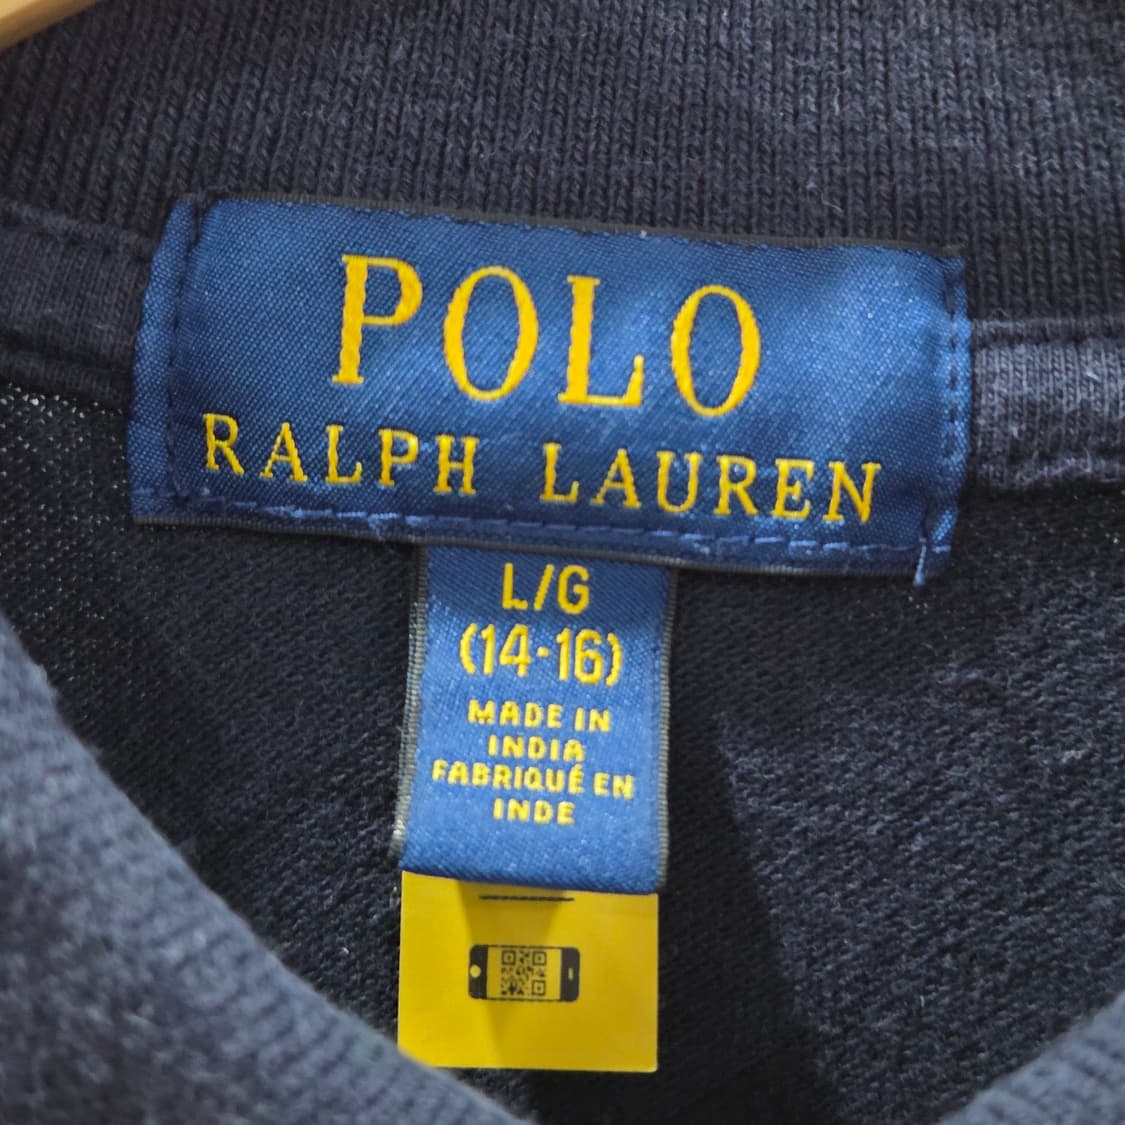 POLO
RALPH LAUREN
L/G
(14-16)
MADE IN
INDIA
FABRIQUÉ EN
INDE